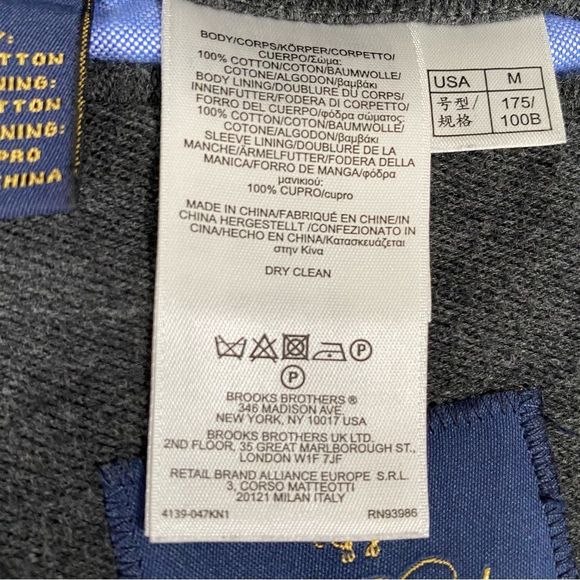 Y:
TTON
NING:
TTON
NING:
PRO
HINA
BODY/CORPS/KÖRPER/CORPETTO/
CUERPO/Σώμα:
100% COTTON/COTON/BAUMWOLLE/
COTONE/ALGODON/βαμβάκι
BODY LINING/DOUBLURE DU CORPS/
INNENFUTTER/FODERA DI CORPETTO/
FORRO DEL CUERPO/φόδρα σώματος:
100% COTTON/COTON/BAUMWOLLE/
COTONE/ALGODON/βαμβάκι
SLEEVE LINING/DOUBLURE DE LA
MANCHE/ÄRMELFUTTER/FODERA DELLA
MANICA/FORRO DE MANGA/φόδρα
μανικιού:
100% CUPRO/cupro
MADE IN CHINA/FABRIQUÉ EN CHINE/IN
CHINA HERGESTELLT /CONFEZIONATO IN
CINA/HECHO EN CHINA/Κατασκευάζεται
στην Κίνα
DRY CLEAN
P
P
BROOKS BROTHERS ®
346 MADISON AVE.
NEW YORK, NY 10017 USA
BROOKS BROTHERS UK LTD.
2ND FLOOR, 35 GREAT MARLBOROUGH ST.,
LONDON W1F 7JF
RETAIL BRAND ALLIANCE EUROPE S.R.L.
3, CORSO MATTEOTTI
20121 MILAN ITALY
4139-047KN1 RN93986
USA M
号型/ 175/
规格 100B